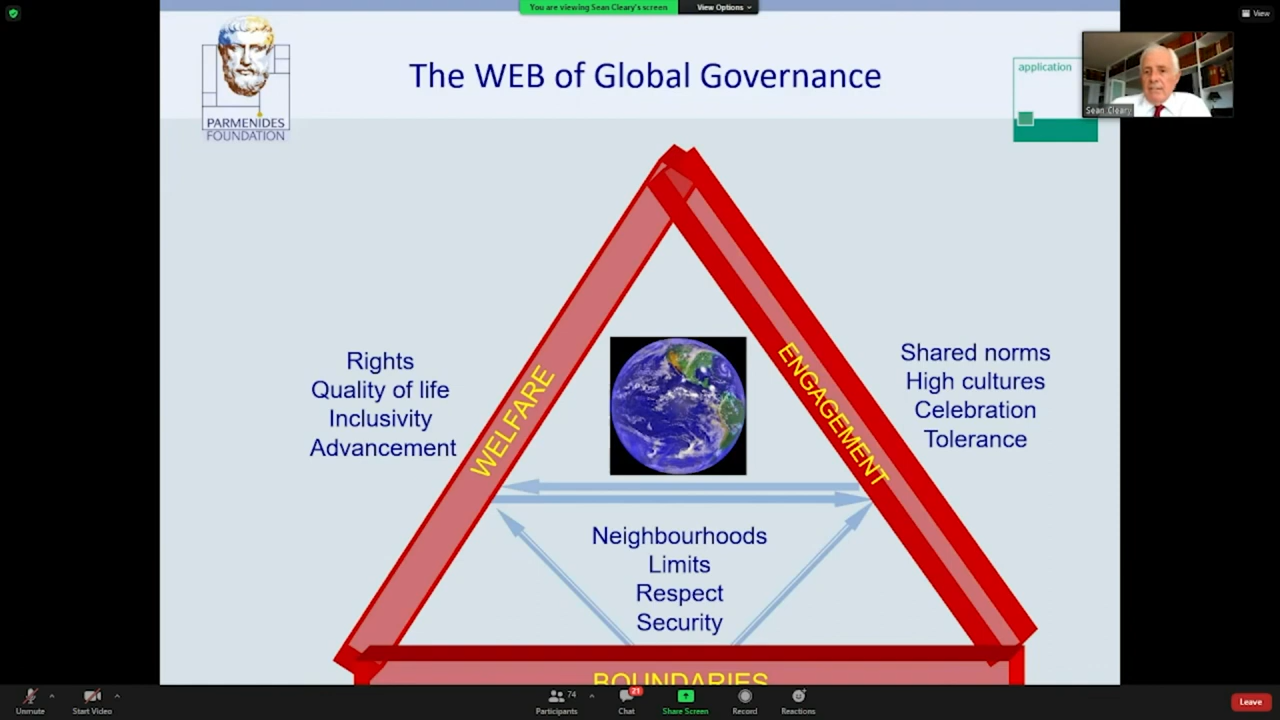 You are viewing Sean Cleary's screen
View Options
View
PARMENIDES
FOUNDATION
The WEB of Global Governance
application
Sean Cleary
Rights
Quality of life
Inclusivity
Advancement
WELFARE
ENGAGEMENT
Shared norms
High cultures
Celebration
Tolerance
Neighbourhoods
Limits
Respect
Security
BOUNDARIES
Unmute
Start Video
Participants
74
Chat
21
Share Screen
Record
Reactions
Leave